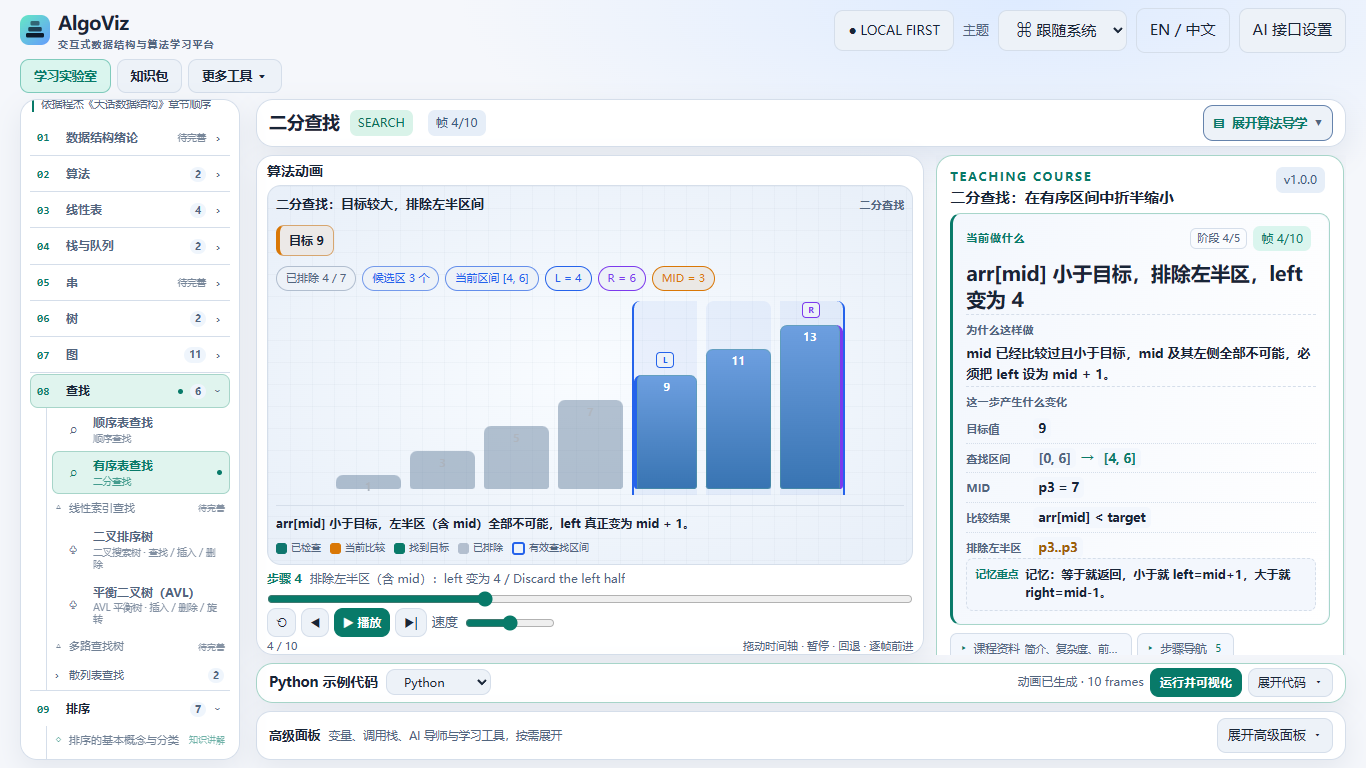 AlgoViz
交互式数据结构与算法学习平台
● LOCAL FIRST
主题
⌘ 跟随系统
EN / 中文
AI 接口设置
学习实验室
知识包
更多工具
依据程杰《大话数据结构》章节顺序
01 数据结构绪论 待完善
02 算法 2
03 线性表 4
04 栈与队列 2
05 串 待完善
06 树 2
07 图 11
08 查找 6
顺序表查找
顺序查找
有序表查找
二分查找
线性索引查找 待完善
二叉排序树
二叉搜索树 · 查找 / 插入 / 删
除
平衡二叉树（AVL）
AVL 平衡树 · 插入 / 删除 / 旋
转
多路查找树 待完善
散列表查找 2
09 排序 7
排序的基本概念与分类 知识讲解
二分查找 SEARCH 帧 4/10
展开算法导学
算法动画
二分查找：目标较大，排除左半区间 二分查找
目标 9
已排除 4 / 7 候选区 3 个 当前区间 [4, 6] L = 4 R = 6 MID = 3
R
13
L
11
9
7
5
3
1
arr[mid] 小于目标，左半区（含 mid）全部不可能，left 真正变为 mid + 1。
已检查 当前比较 找到目标 已排除 有效查找区间
步骤 4 排除左半区（含 mid）：left 变为 4 / Discard the left half
播放 速度
4 / 10 拖动时间轴 · 暂停 · 回退 · 逐帧前进
TEACHING COURSE
v1.0.0
二分查找：在有序区间中折半缩小
当前做什么 阶段 4/5 帧 4/10
arr[mid] 小于目标，排除左半区，left
变为 4
为什么这样做
mid 已经比较过且小于目标，mid 及其左侧全部不可能，必
须把 left 设为 mid + 1。
这一步产生什么变化
目标值 9
查找区间 [0, 6] → [4, 6]
MID p3 = 7
比较结果 arr[mid] < target
排除左半区 p3..p3
记忆重点 记忆：等于就返回，小于就 left=mid+1，大于就
right=mid-1。
课程资料 简介、复杂度、前...
步骤导航 5
Python 示例代码 Python
动画已生成 · 10 frames 运行并可视化 展开代码
高级面板 变量、调用栈、AI 导师与学习工具，按需展开
展开高级面板